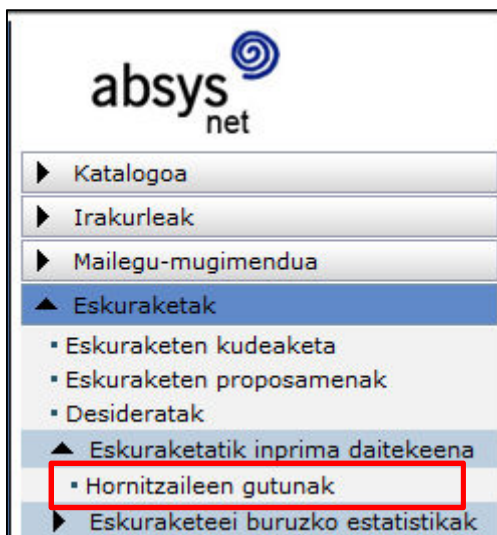 absys
net
Katalogoa
Irakurleak
Mailegu-mugimendua
Eskuraketak
Eskuraketen kudeaketa
Eskuraketen proposamenak
Desideratak
Eskuraketatik inprima daitekeena
Hornitzaileen gutunak
Eskuraketeei buruzko estatistikak